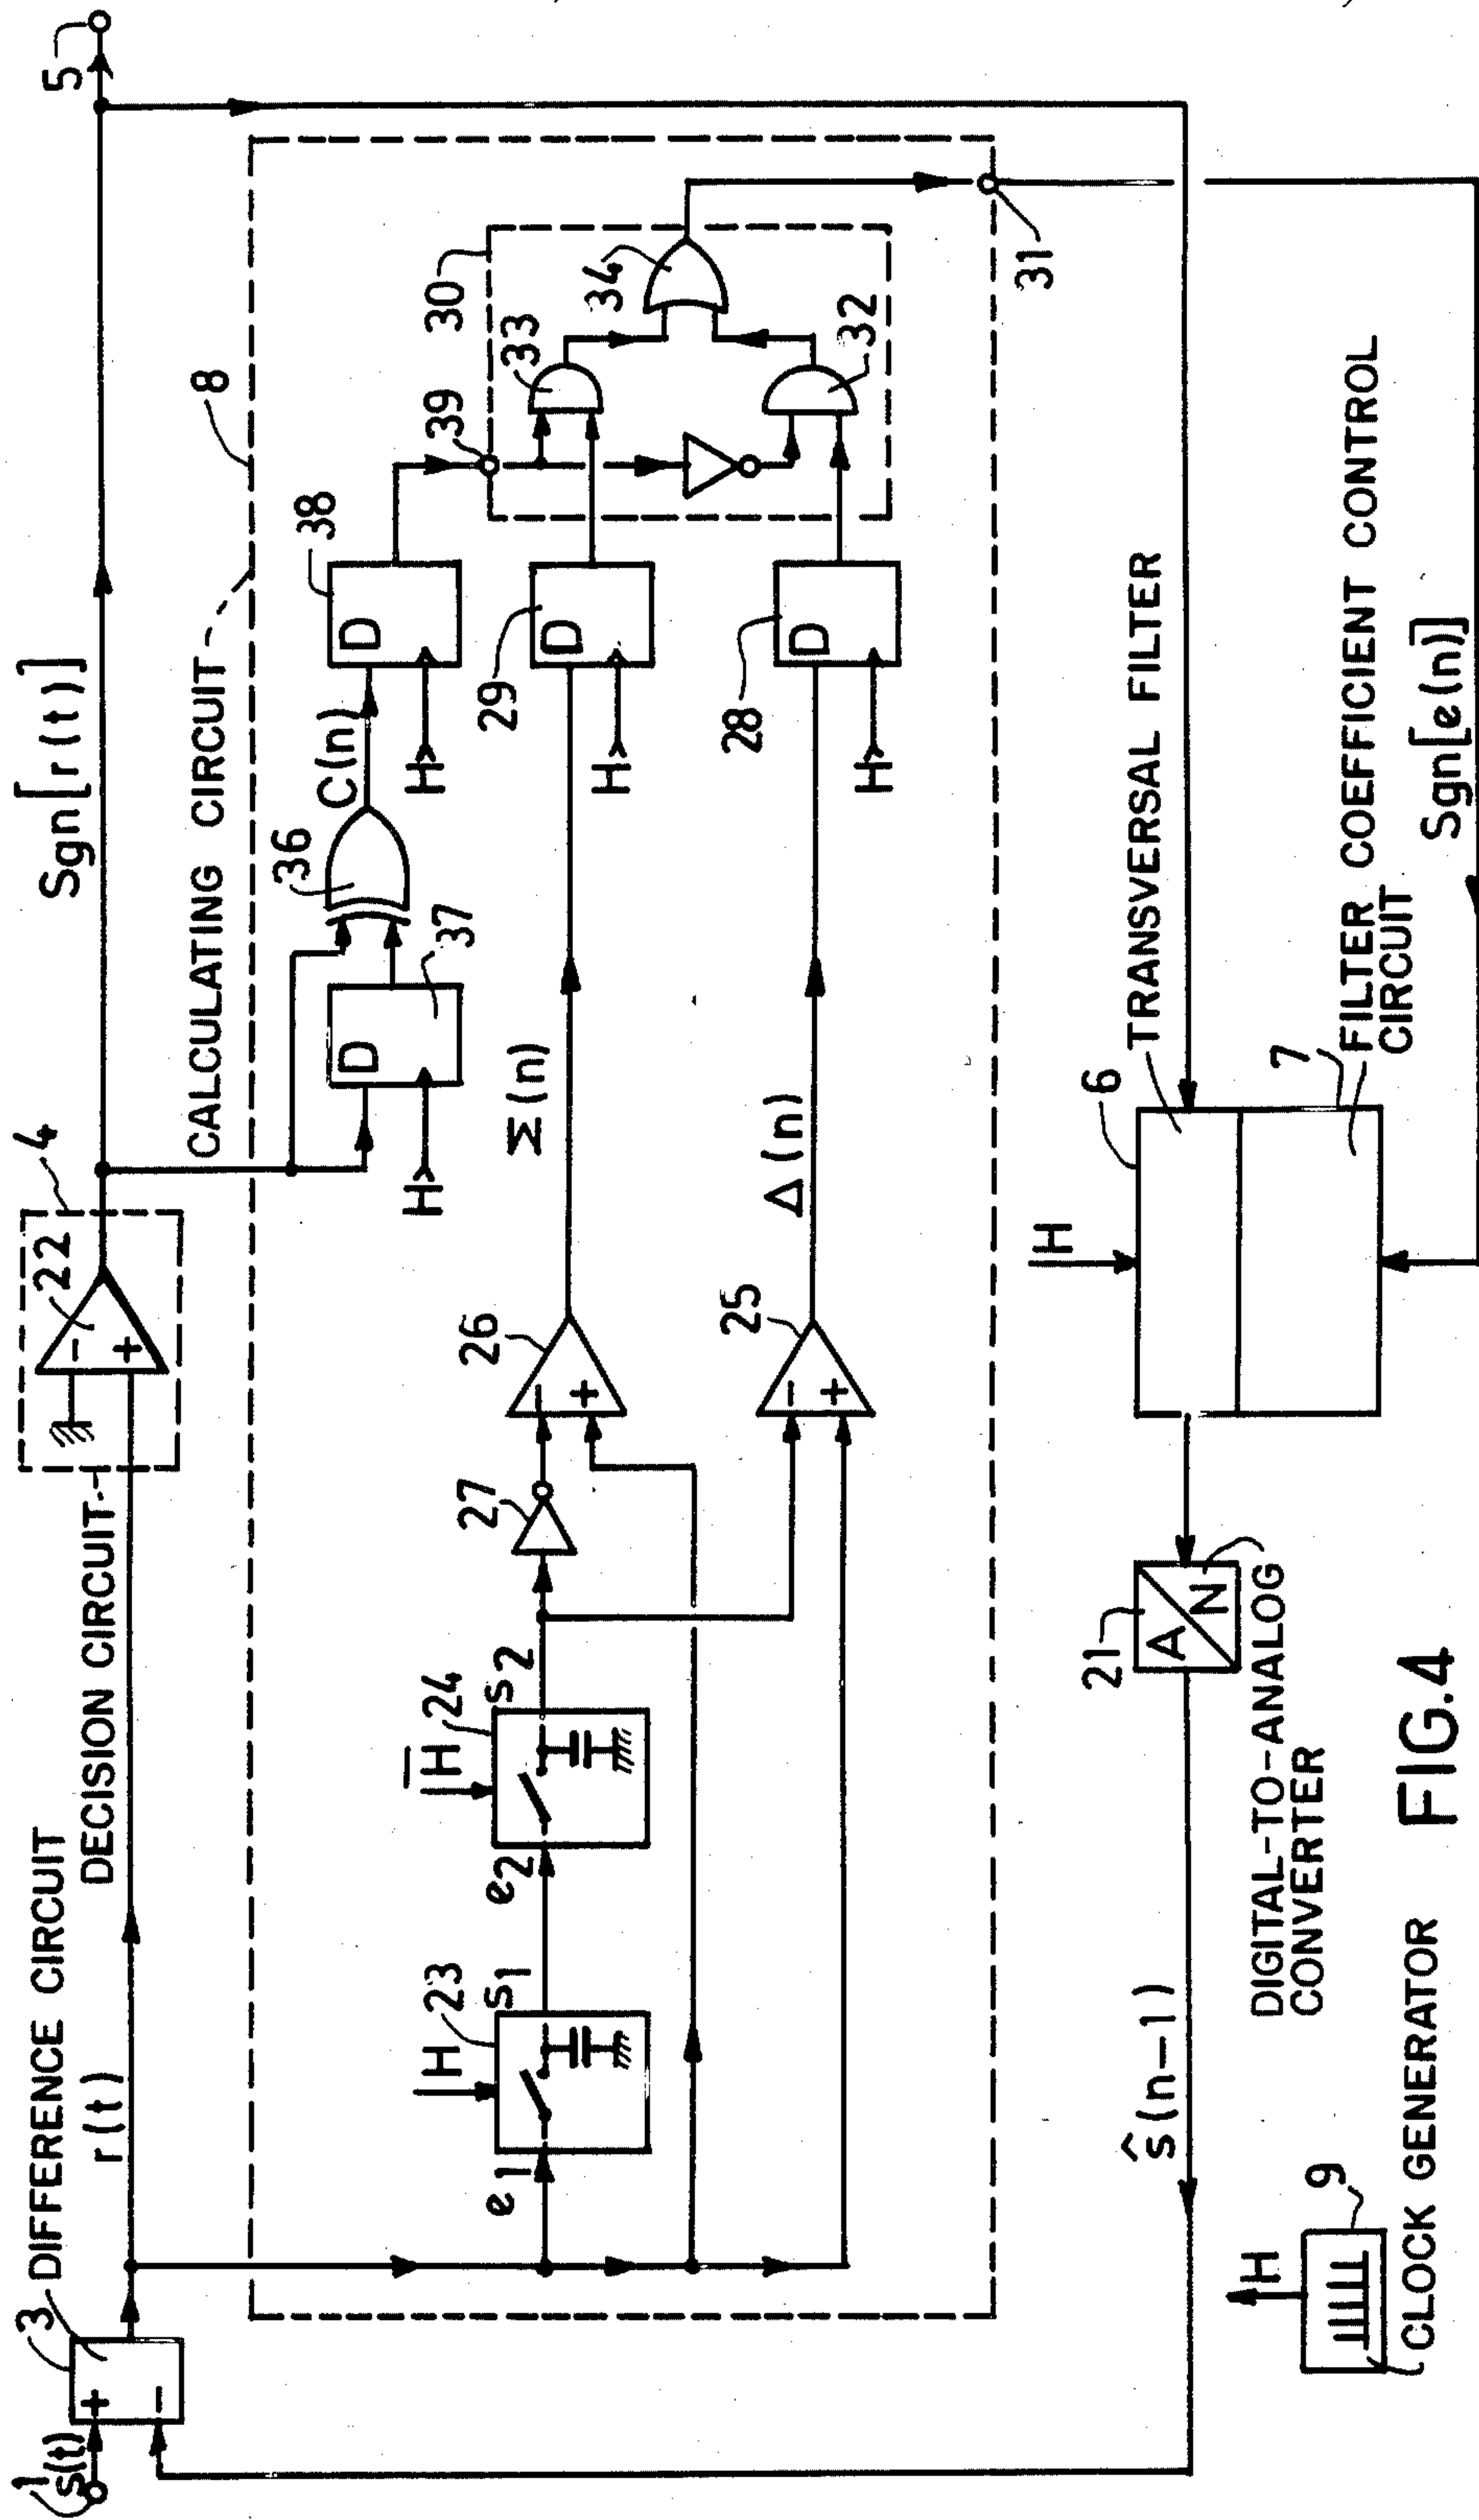 1
s(t)
+
−
3
DIFFERENCE CIRCUIT
r(t)
DECISION CIRCUIT
4
22
−
+
Sgn[r(t)]
5
CALCULATING CIRCUIT
8
D
H
37
36
C(n)
D
H
38
39
30
e1
H
23
s1
e2
H̅
24
s2
27
26
−
+
Σ(n)
29
D
H
33
34
25
−
+
Δ(n)
28
D
H
32
31
H
6
TRANSVERSAL FILTER
7
FILTER COEFFICIENT CONTROL
CIRCUIT
Sgn[e(n)]
21
A
N
DIGITAL-TO-ANALOG
CONVERTER
ŝ(n−1)
H
9
CLOCK GENERATOR
FIG.4